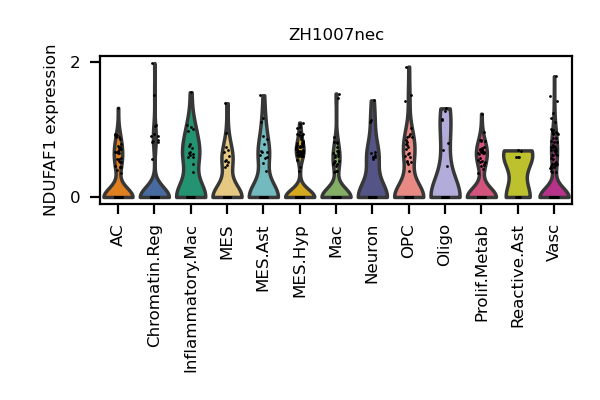 ZH1007nec
NDUFAF1 expression
2
0
AC
Chromatin.Reg
Inflammatory.Mac
MES
MES.Ast
MES.Hyp
Mac
Neuron
OPC
Oligo
Prolif.Metab
Reactive.Ast
Vasc